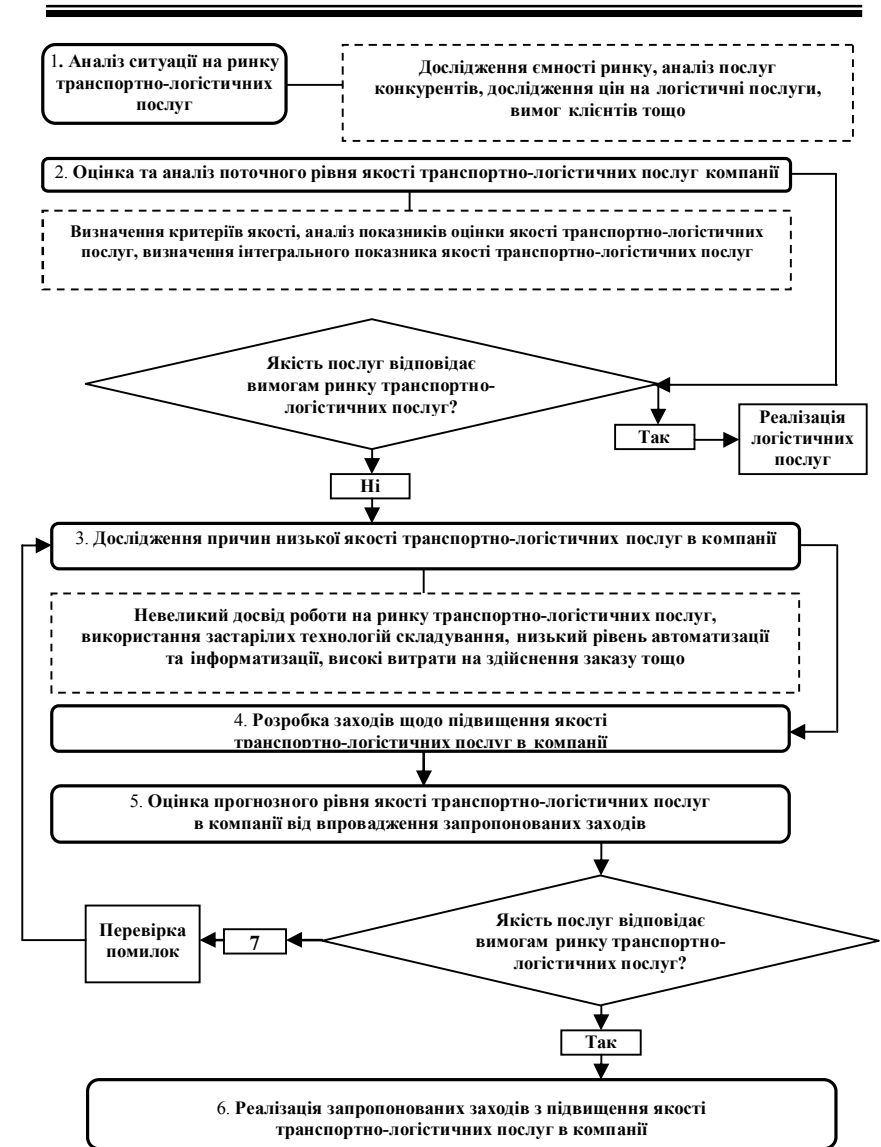 1. Аналіз ситуації на ринку
транспортно-логістичних
послуг
Дослідження ємності ринку, аналіз послуг
конкурентів, дослідження цін на логістичні послуги,
вимог клієнтів тощо
2. Оцінка та аналіз поточного рівня якості транспортно-логістичних послуг компанії
Визначення критеріїв якості, аналіз показників оцінки якості транспортно-логістичних
послуг, визначення інтегрального показника якості транспортно-логістичних послуг
Якість послуг відповідає
вимогам ринку транспортно-
логістичних послуг?
Так
Реалізація
логістичних
послуг
Ні
3. Дослідження причин низької якості транспортно-логістичних послуг в компанії
Невеликий досвід роботи на ринку транспортно-логістичних послуг,
використання застарілих технологій складування, низький рівень автоматизації
та інформатизації, високі витрати на здійснення заказу тощо
4. Розробка заходів щодо підвищення якості
транспортно-логістичних послуг в компанії
5. Оцінка прогнозного рівня якості транспортно-логістичних послуг
в компанії від впровадження запропонованих заходів
Якість послуг відповідає
вимогам ринку транспортно-
логістичних послуг?
7
Перевірка
помилок
Так
6. Реалізація запропонованих заходів з підвищення якості
транспортно-логістичних послуг в компанії